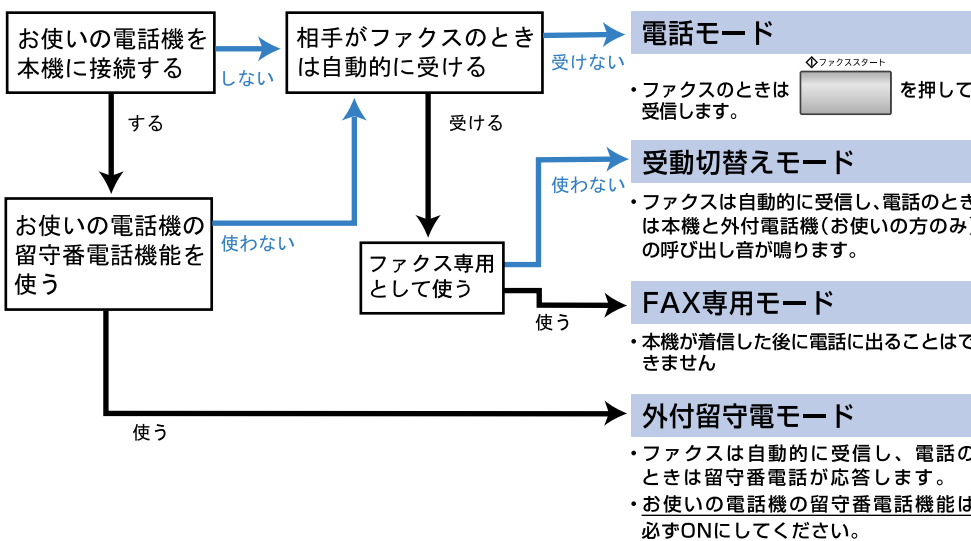 お使いの電話機を
本機に接続する
しない
相手がファクスのとき
は自動的に受ける
受けない
電話モード
・ファクスのときは
ファクススタート
を押して
受信します。
する
受ける
お使いの電話機の
留守番電話機能を
使う
使わない
ファクス専用
として使う
使わない
受動切替えモード
・ファクスは自動的に受信し、電話のとき
は本機と外付電話機（お使いの方のみ）
の呼び出し音が鳴ります。
使う
FAX専用モード
・本機が着信した後に電話に出ることはで
きません
使う
外付留守電モード
・ファクスは自動的に受信し、電話の
ときは留守番電話が応答します。
・お使いの電話機の留守番電話機能は
必ずONにしてください。